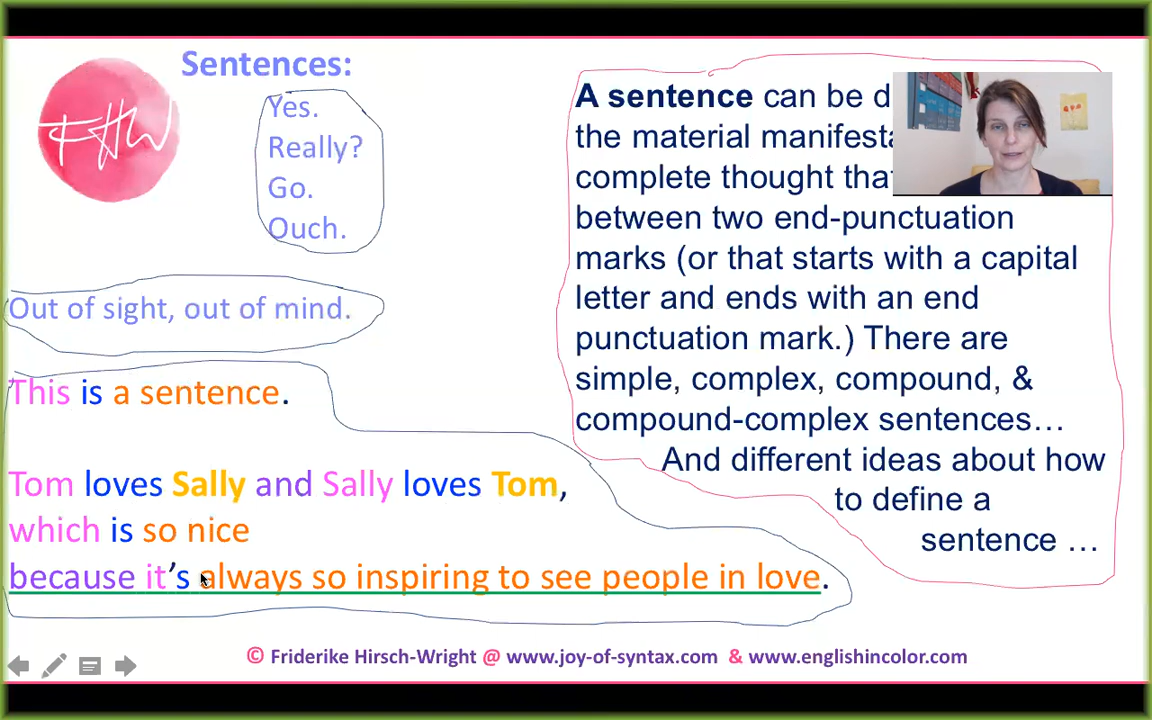 Sentences:
Yes.
Really?
Go.
Ouch.
Out of sight, out of mind.
This is a sentence.
Tom loves Sally and Sally loves Tom,
which is so nice
because it's always so inspiring to see people in love.
FHW
A sentence can be
the material
complete thought
between two end-punctuation
marks (or that starts with a capital
letter and ends with an end
punctuation mark.) There are
simple, complex, compound, &
compound-complex sentences…
And different ideas about how
to define a
sentence …
© Friderike Hirsch-Wright @ www.joy-of-syntax.com & www.englishincolor.com